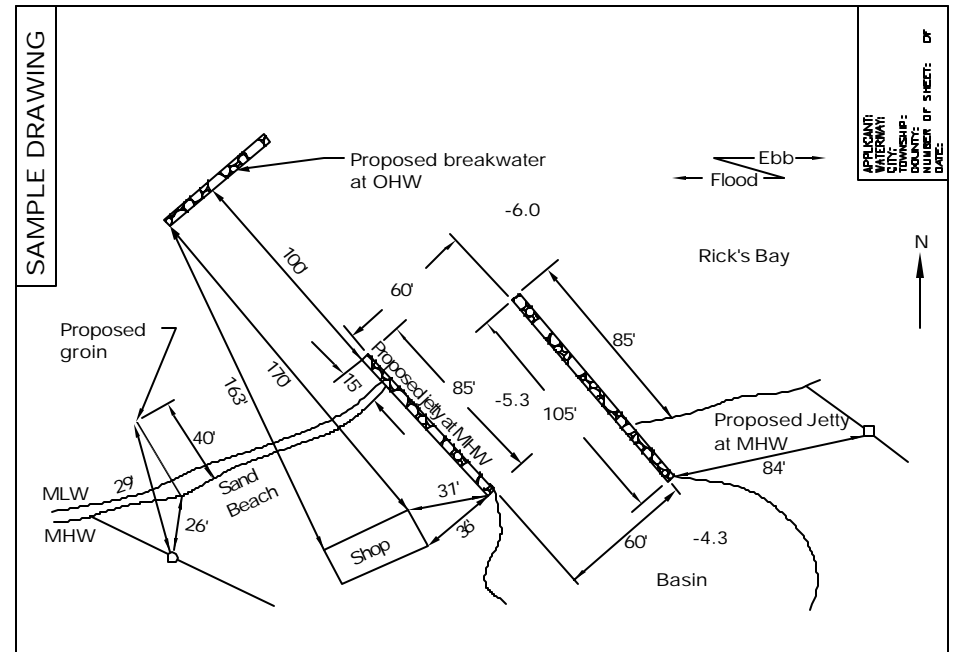 SAMPLE DRAWING
APPLICANT:
WATERWAY:
CITY:
TOWNSHIP:
COUNTY:
NUMBER OF SHEET: OF
DATE:
Proposed breakwater
at OHW
Ebb
Flood
-6.0
Rick's Bay
N
100'
60'
Proposed
groin
163'
170'
15'
Proposed jetty at MHW
85'
-5.3
105'
85'
Proposed Jetty
at MHW
84'
40'
29'
Sand
Beach
MLW
MHW
26'
31'
36'
Shop
60'
-4.3
Basin